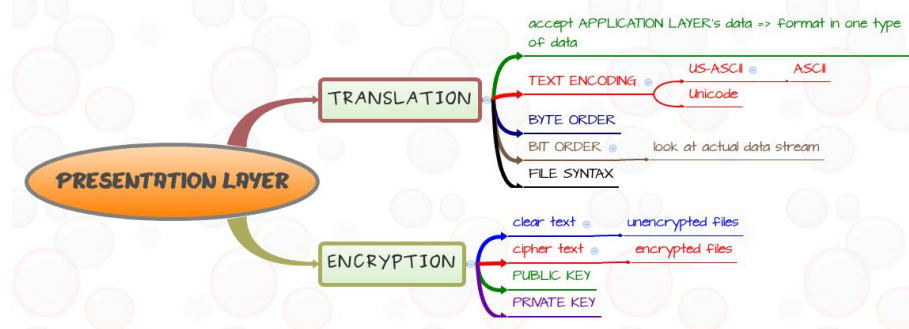 accept APPLICATION LAYER's data => format in one type
of data
TRANSLATION
TEXT ENCODING
US-ASCII
ASCII
Unicode
BYTE ORDER
BIT ORDER
look at actual data stream
FILE SYNTAX
PRESENTATION LAYER
ENCRYPTION
clear text
unencrypted files
cipher text
encrypted files
PUBLIC KEY
PRIVATE KEY